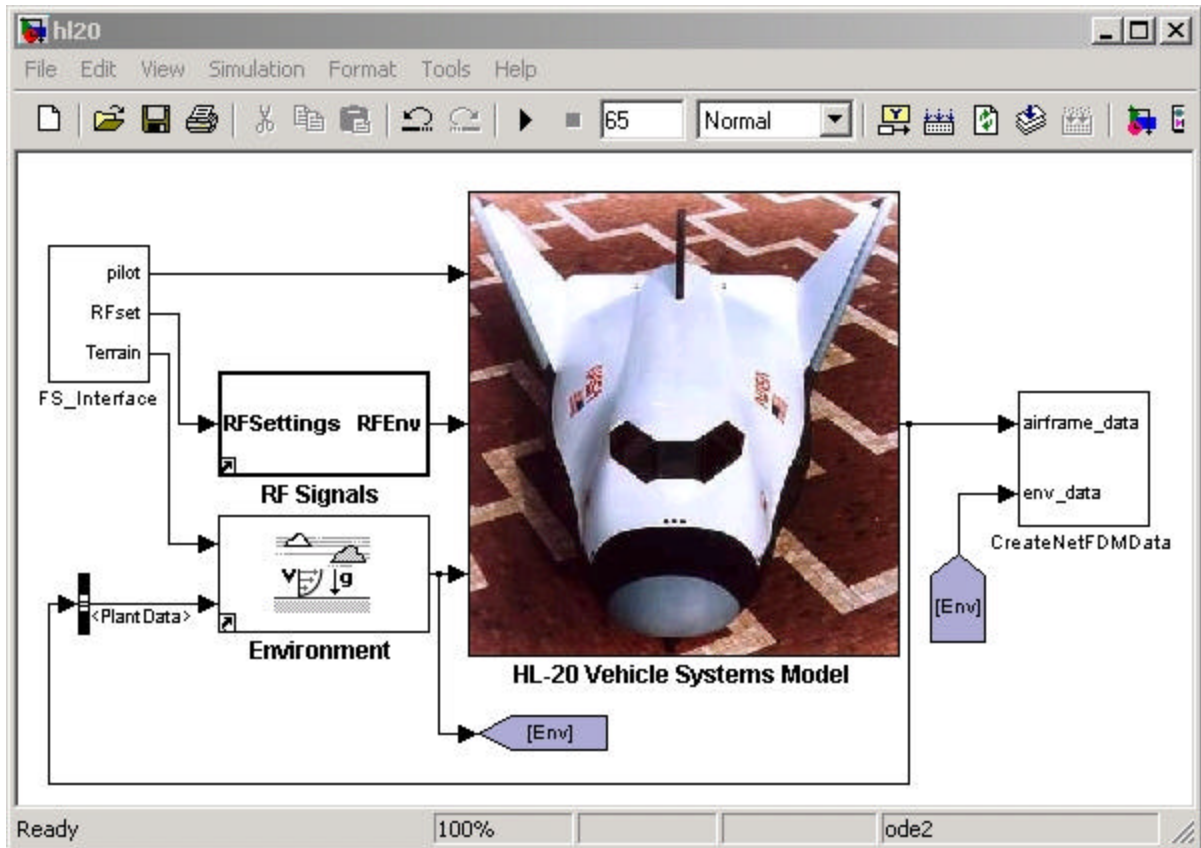 hl20
File Edit View Simulation Format Tools Help
65 Normal
pilot
RFset
Terrain
FS_Interface
RFSettings RFEnv
RF Signals
V g
Environment
<PlantData>
HL-20 Vehicle Systems Model
[Env]
airframe_data
env_data
CreateNetFDMData
[Env]
Ready 100% ode2